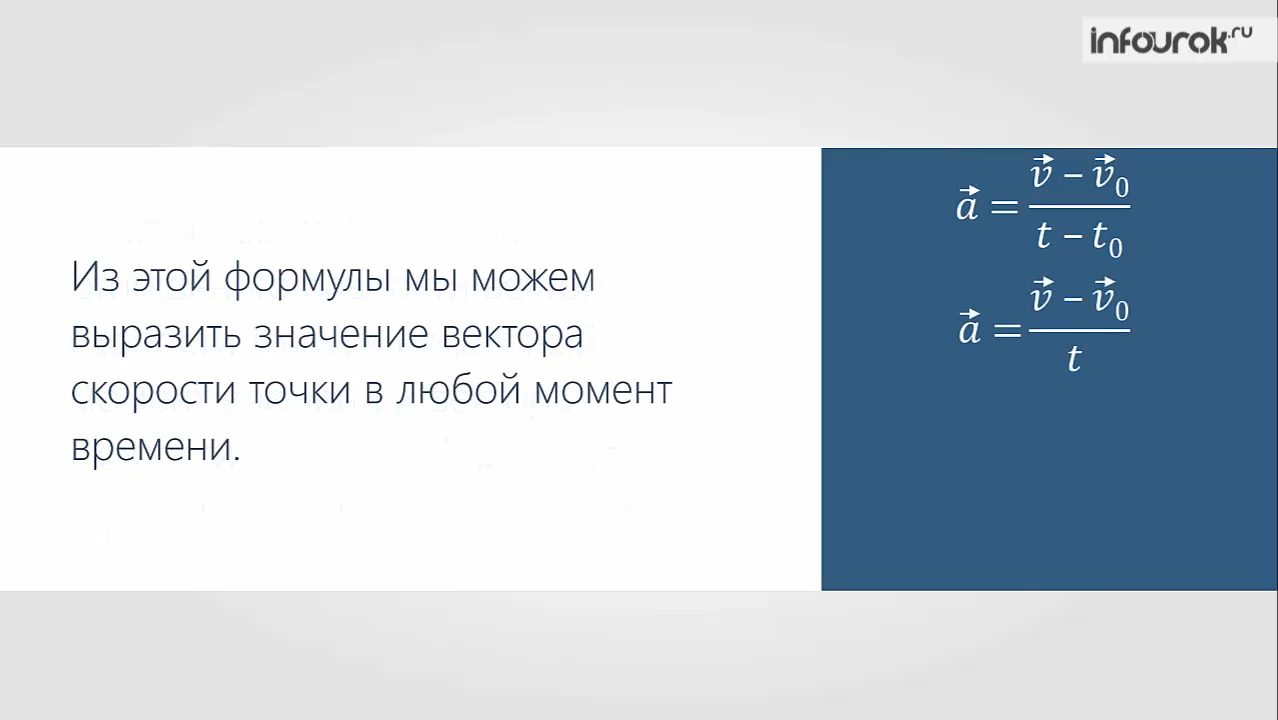 infourok.ru
Из этой формулы мы можем
выразить значение вектора
скорости точки в любой момент
времени.
a⃗ = (v⃗ − v⃗₀) / (t − t₀)
a⃗ = (v⃗ − v⃗₀) / t